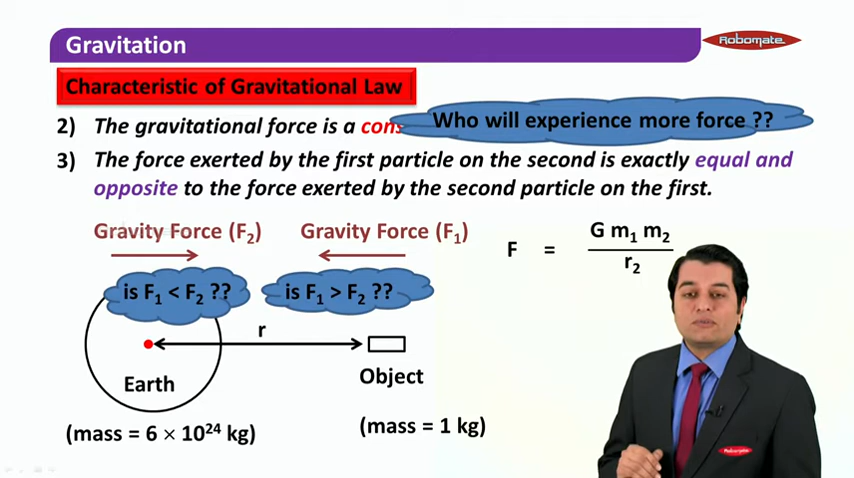 Gravitation
Robomate
Characteristic of Gravitational Law
2) The gravitational force is a cons
Who will experience more force ??
3) The force exerted by the first particle on the second is exactly equal and
opposite to the force exerted by the second particle on the first.
Gravity Force (F₂) Gravity Force (F₁)
F = G m₁ m₂
r₂
is F₁ < F₂ ?? is F₁ > F₂ ??
r
Earth
Object
(mass = 6 × 10²⁴ kg)
(mass = 1 kg)
Robomate